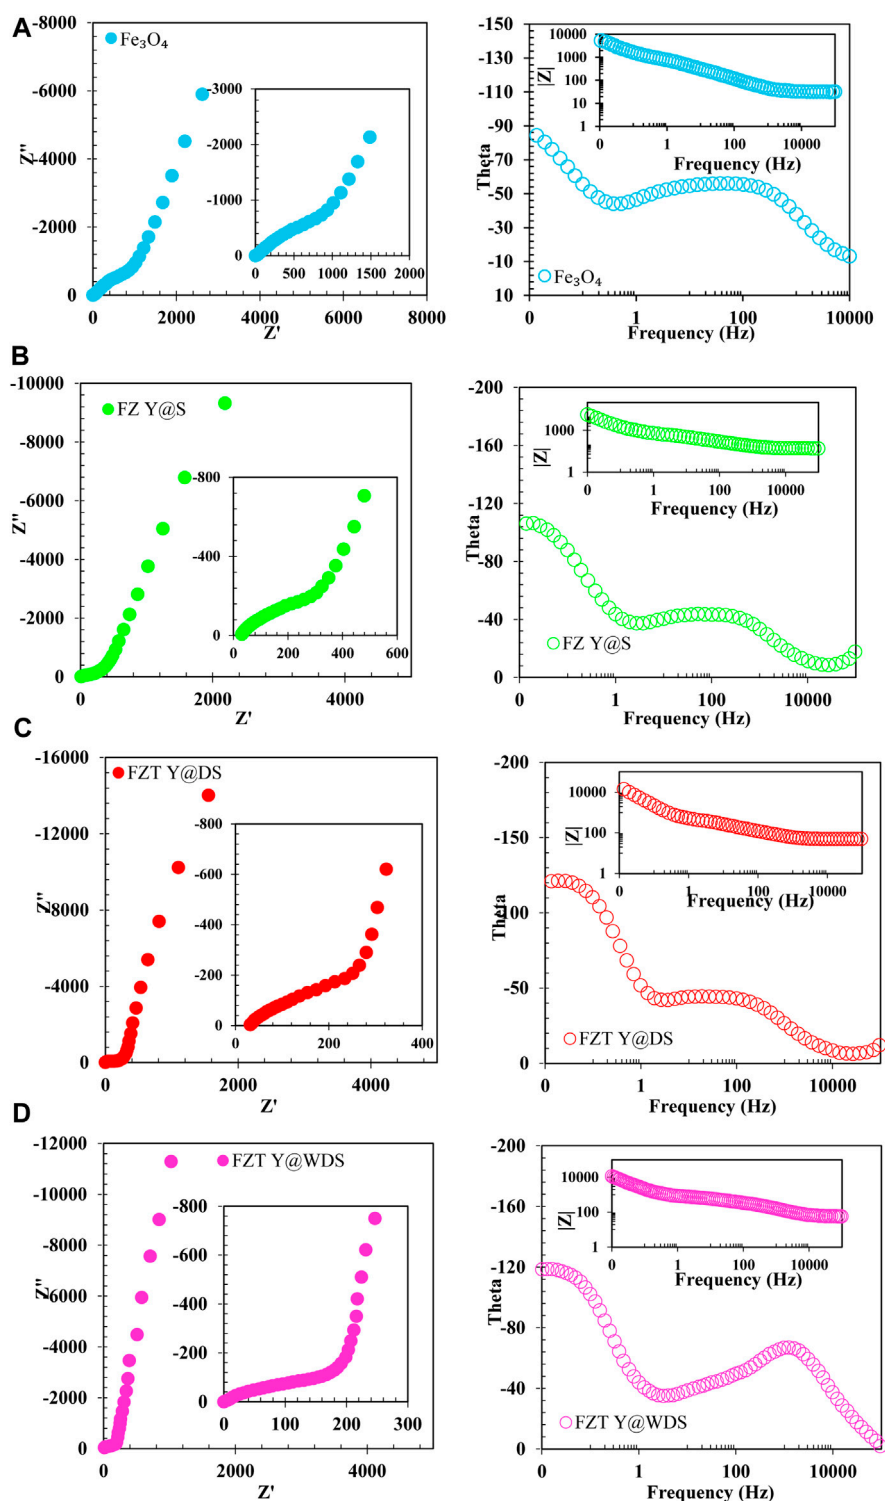 A
-8000
-6000
-4000
-2000
0
Z''
Fe₃O₄
-3000
-2000
-1000
0
0 500 1000 1500 2000
0 2000 4000 6000 8000
Z'
-150
-130
-110
-90
-70
-50
-30
-10
10
Theta
10000
1000
100
10
1
|Z|
0 1 100 10000
Frequency (Hz)
Fe₃O₄
1 100 10000
Frequency (Hz)
B
-10000
-8000
-6000
-4000
-2000
0
Z''
FZ Y@S
-800
-400
0
0 200 400 600
0 2000 4000
Z'
-200
-160
-120
-80
-40
0
Theta
1000
1
|Z|
0 1 100 10000
Frequency (Hz)
FZ Y@S
0 1 100 10000
Frequency (Hz)
C
-16000
-12000
-8000
-4000
0
Z''
FZT Y@DS
-800
-600
-400
-200
0
0 200 400
0 2000 4000
Z'
-200
-150
-100
-50
0
Theta
10000
100
1
|Z|
0 1 100 10000
Frequency (Hz)
FZT Y@DS
0 1 100 10000
Frequency (Hz)
D
-12000
-10000
-8000
-6000
-4000
-2000
0
Z''
FZT Y@WDS
-800
-600
-400
-200
0
0 100 200 300
0 2000 4000
Z'
-200
-160
-120
-80
-40
0
Theta
10000
100
1
|Z|
0 1 100 10000
Frequency (Hz)
FZT Y@WDS
0 1 100 10000
Frequency (Hz)